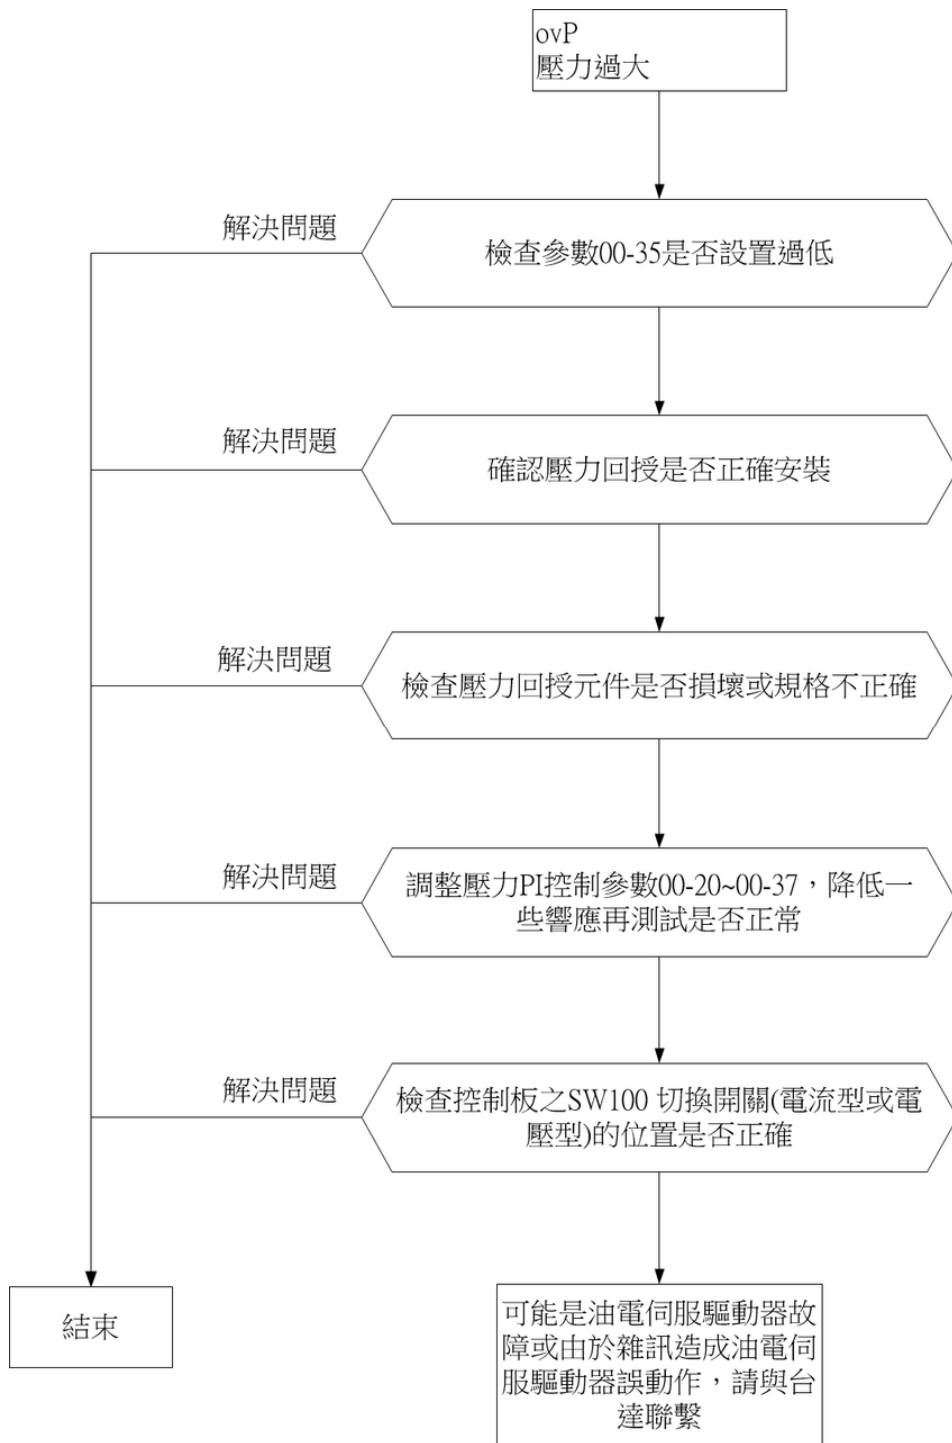 ovP
壓力過大
解決問題
檢查參數00-35是否設置過低
解決問題
確認壓力回授是否正確安裝
解決問題
檢查壓力回授元件是否損壞或規格不正確
解決問題
調整壓力PI控制參數00-20~00-37，降低一
些響應再測試是否正常
解決問題
檢查控制板之SW100 切換開關(電流型或電
壓型)的位置是否正確
結束
可能是油電伺服驅動器故
障或由於雜訊造成油電伺
服驅動器誤動作，請與台
達聯繫